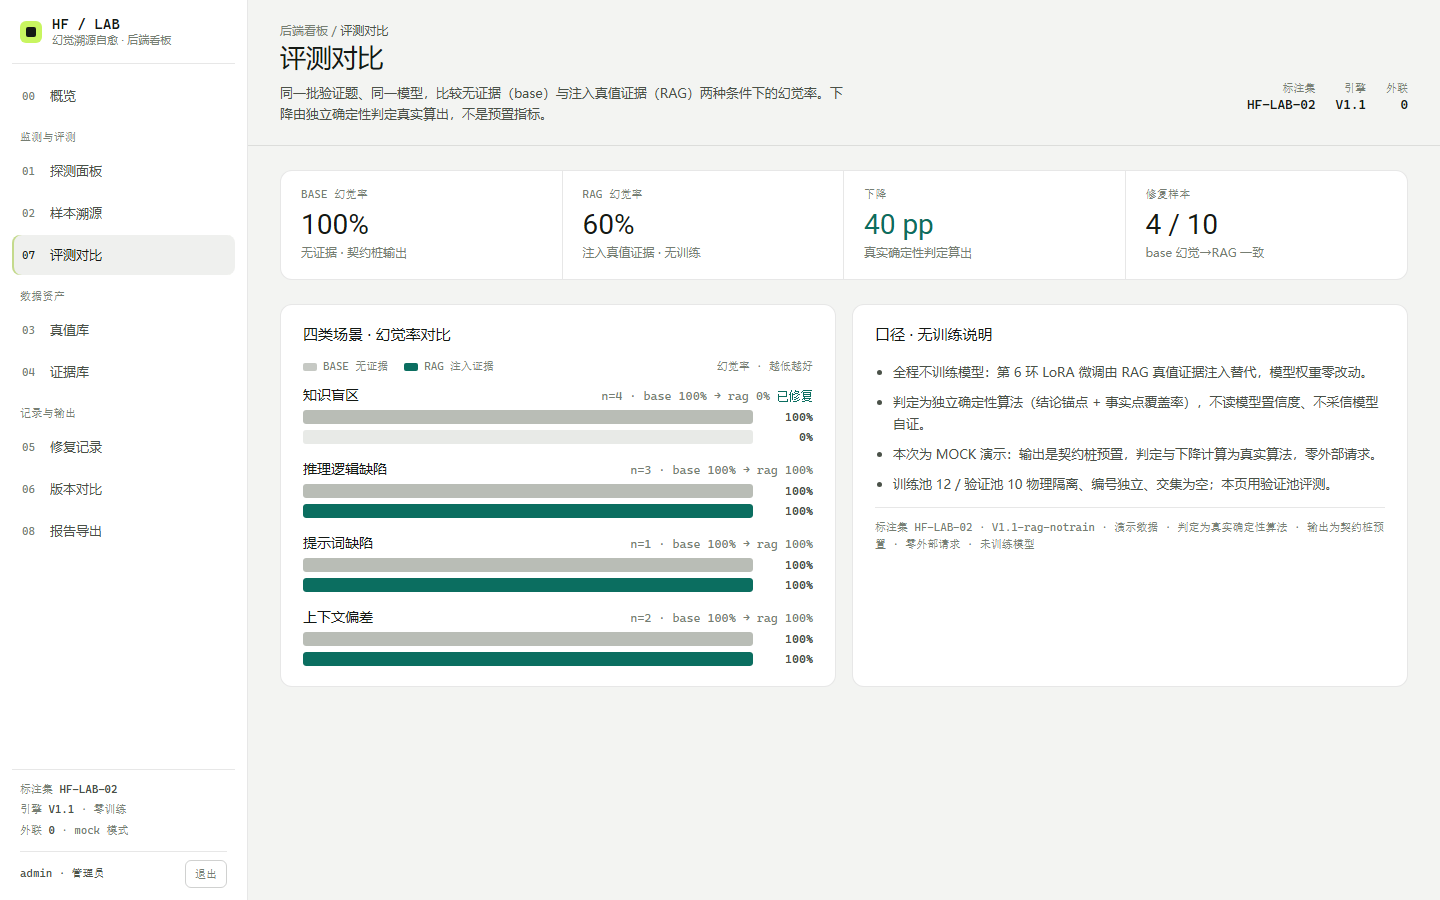 HF / LAB
幻觉溯源自愈 · 后端看板
00 概览
监测与评测
01 探测面板
02 样本溯源
07 评测对比
数据资产
03 真值库
04 证据库
记录与输出
05 修复记录
06 版本对比
08 报告导出
标注集 HF-LAB-02
引擎 V1.1 · 零训练
外联 0 · mock 模式
admin · 管理员
退出
后端看板 / 评测对比
评测对比
同一批验证题、同一模型，比较无证据（base）与注入真值证据（RAG）两种条件下的幻觉率。下
降由独立确定性判定真实算出，不是预置指标。
标注集 引擎 外联
HF-LAB-02 V1.1 0
BASE 幻觉率
100%
无证据 · 契约桩输出
RAG 幻觉率
60%
注入真值证据 · 无训练
下降
40 pp
真实确定性判定算出
修复样本
4 / 10
base 幻觉→RAG 一致
四类场景 · 幻觉率对比
BASE 无证据 RAG 注入证据 幻觉率 · 越低越好
知识盲区 n=4 · base 100% → rag 0% 已修复
100%
0%
推理逻辑缺陷 n=3 · base 100% → rag 100%
100%
100%
提示词缺陷 n=1 · base 100% → rag 100%
100%
100%
上下文偏差 n=2 · base 100% → rag 100%
100%
100%
口径 · 无训练说明
全程不训练模型：第 6 环 LoRA 微调由 RAG 真值证据注入替代，模型权重零改动。
判定为独立确定性算法（结论锚点 + 事实点覆盖率），不读模型置信度、不采信模型
自证。
本次为 MOCK 演示：输出是契约桩预置，判定与下降计算为真实算法，零外部请求。
训练池 12 / 验证池 10 物理隔离、编号独立、交集为空；本页用验证池评测。
标注集 HF-LAB-02 · V1.1-rag-notrain · 演示数据 · 判定为真实确定性算法 · 输出为契约桩预
置 · 零外部请求 · 未训练模型